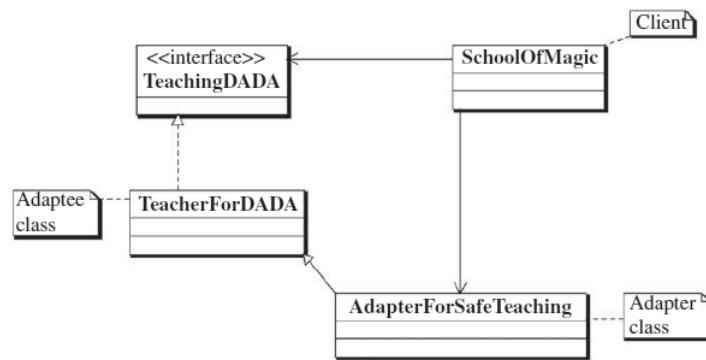 Client
<<interface>>
TeachingDADA
SchoolOfMagic
Adaptee
class
TeacherForDADA
AdapterForSafeTeaching
Adapter
class